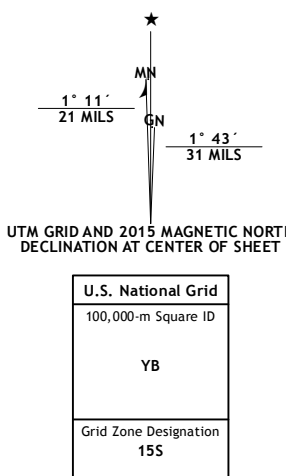 ★
MN
1° 11´
21 MILS
GN
1° 43´
31 MILS
UTM GRID AND 2015 MAGNETIC NORTH
DECLINATION AT CENTER OF SHEET
U.S. National Grid
100,000-m Square ID
YB
Grid Zone Designation
15S